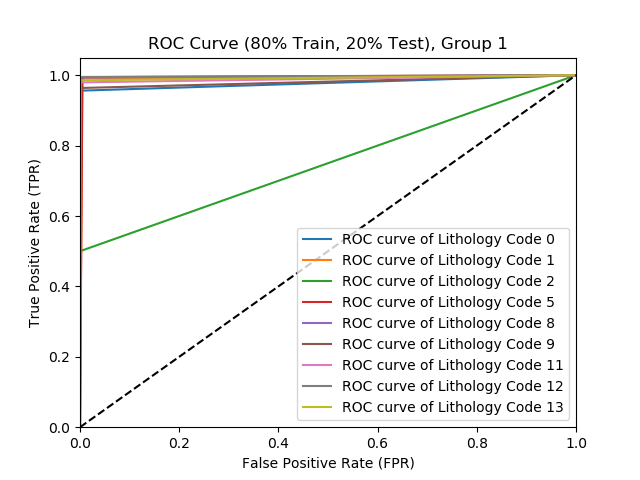 ROC Curve (80% Train, 20% Test), Group 1
True Positive Rate (TPR)
1.0
0.8
0.6
0.4
0.2
0.0
ROC curve of Lithology Code 0
ROC curve of Lithology Code 1
ROC curve of Lithology Code 2
ROC curve of Lithology Code 5
ROC curve of Lithology Code 8
ROC curve of Lithology Code 9
ROC curve of Lithology Code 11
ROC curve of Lithology Code 12
ROC curve of Lithology Code 13
0.0 0.2 0.4 0.6 0.8 1.0
False Positive Rate (FPR)